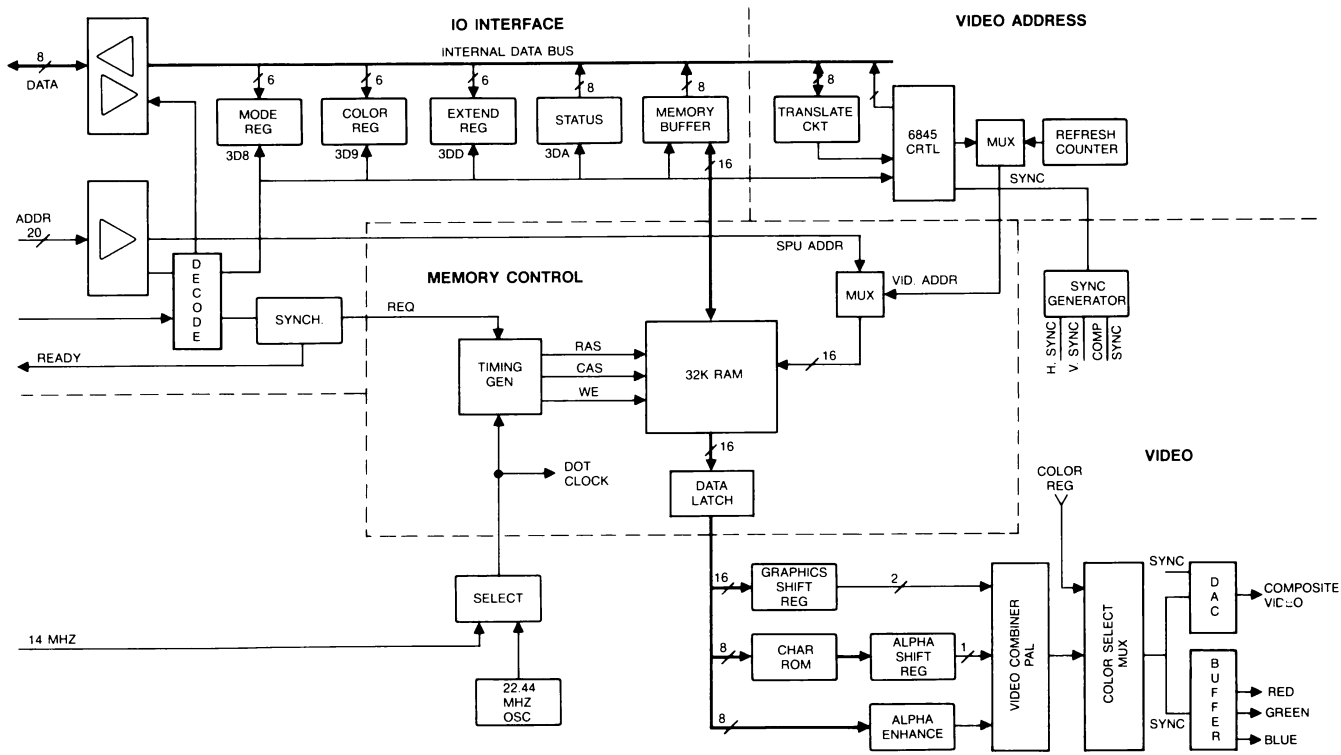 IO INTERFACE
VIDEO ADDRESS
INTERNAL DATA BUS
8
DATA
6
6
6
8
8
8
MODE
REG
COLOR
REG
EXTEND
REG
STATUS
MEMORY
BUFFER
TRANSLATE
CKT
6845
CRTL
MUX
REFRESH
COUNTER
3D8
3D9
3DD
3DA
16
SYNC
ADDR
20
SPU ADDR
DECODE
MEMORY CONTROL
MUX
VID. ADDR
SYNC
GENERATOR
H. SYNC
V. SYNC
COMP
SYNC
SYNCH.
REQ
READY
TIMING
GEN
RAS
CAS
WE
32K RAM
16
16
DOT
CLOCK
DATA
LATCH
VIDEO
COLOR
REG
SELECT
14 MHZ
22.44
MHZ
OSC
16
GRAPHICS
SHIFT
REG
2
8
CHAR
ROM
ALPHA
SHIFT
REG
1
8
ALPHA
ENHANCE
VIDEO COMBINER
PAL
COLOR SELECT
MUX
SYNC
DAC
COMPOSITE
VIDEO
SYNC
BUFFER
RED
GREEN
BLUE